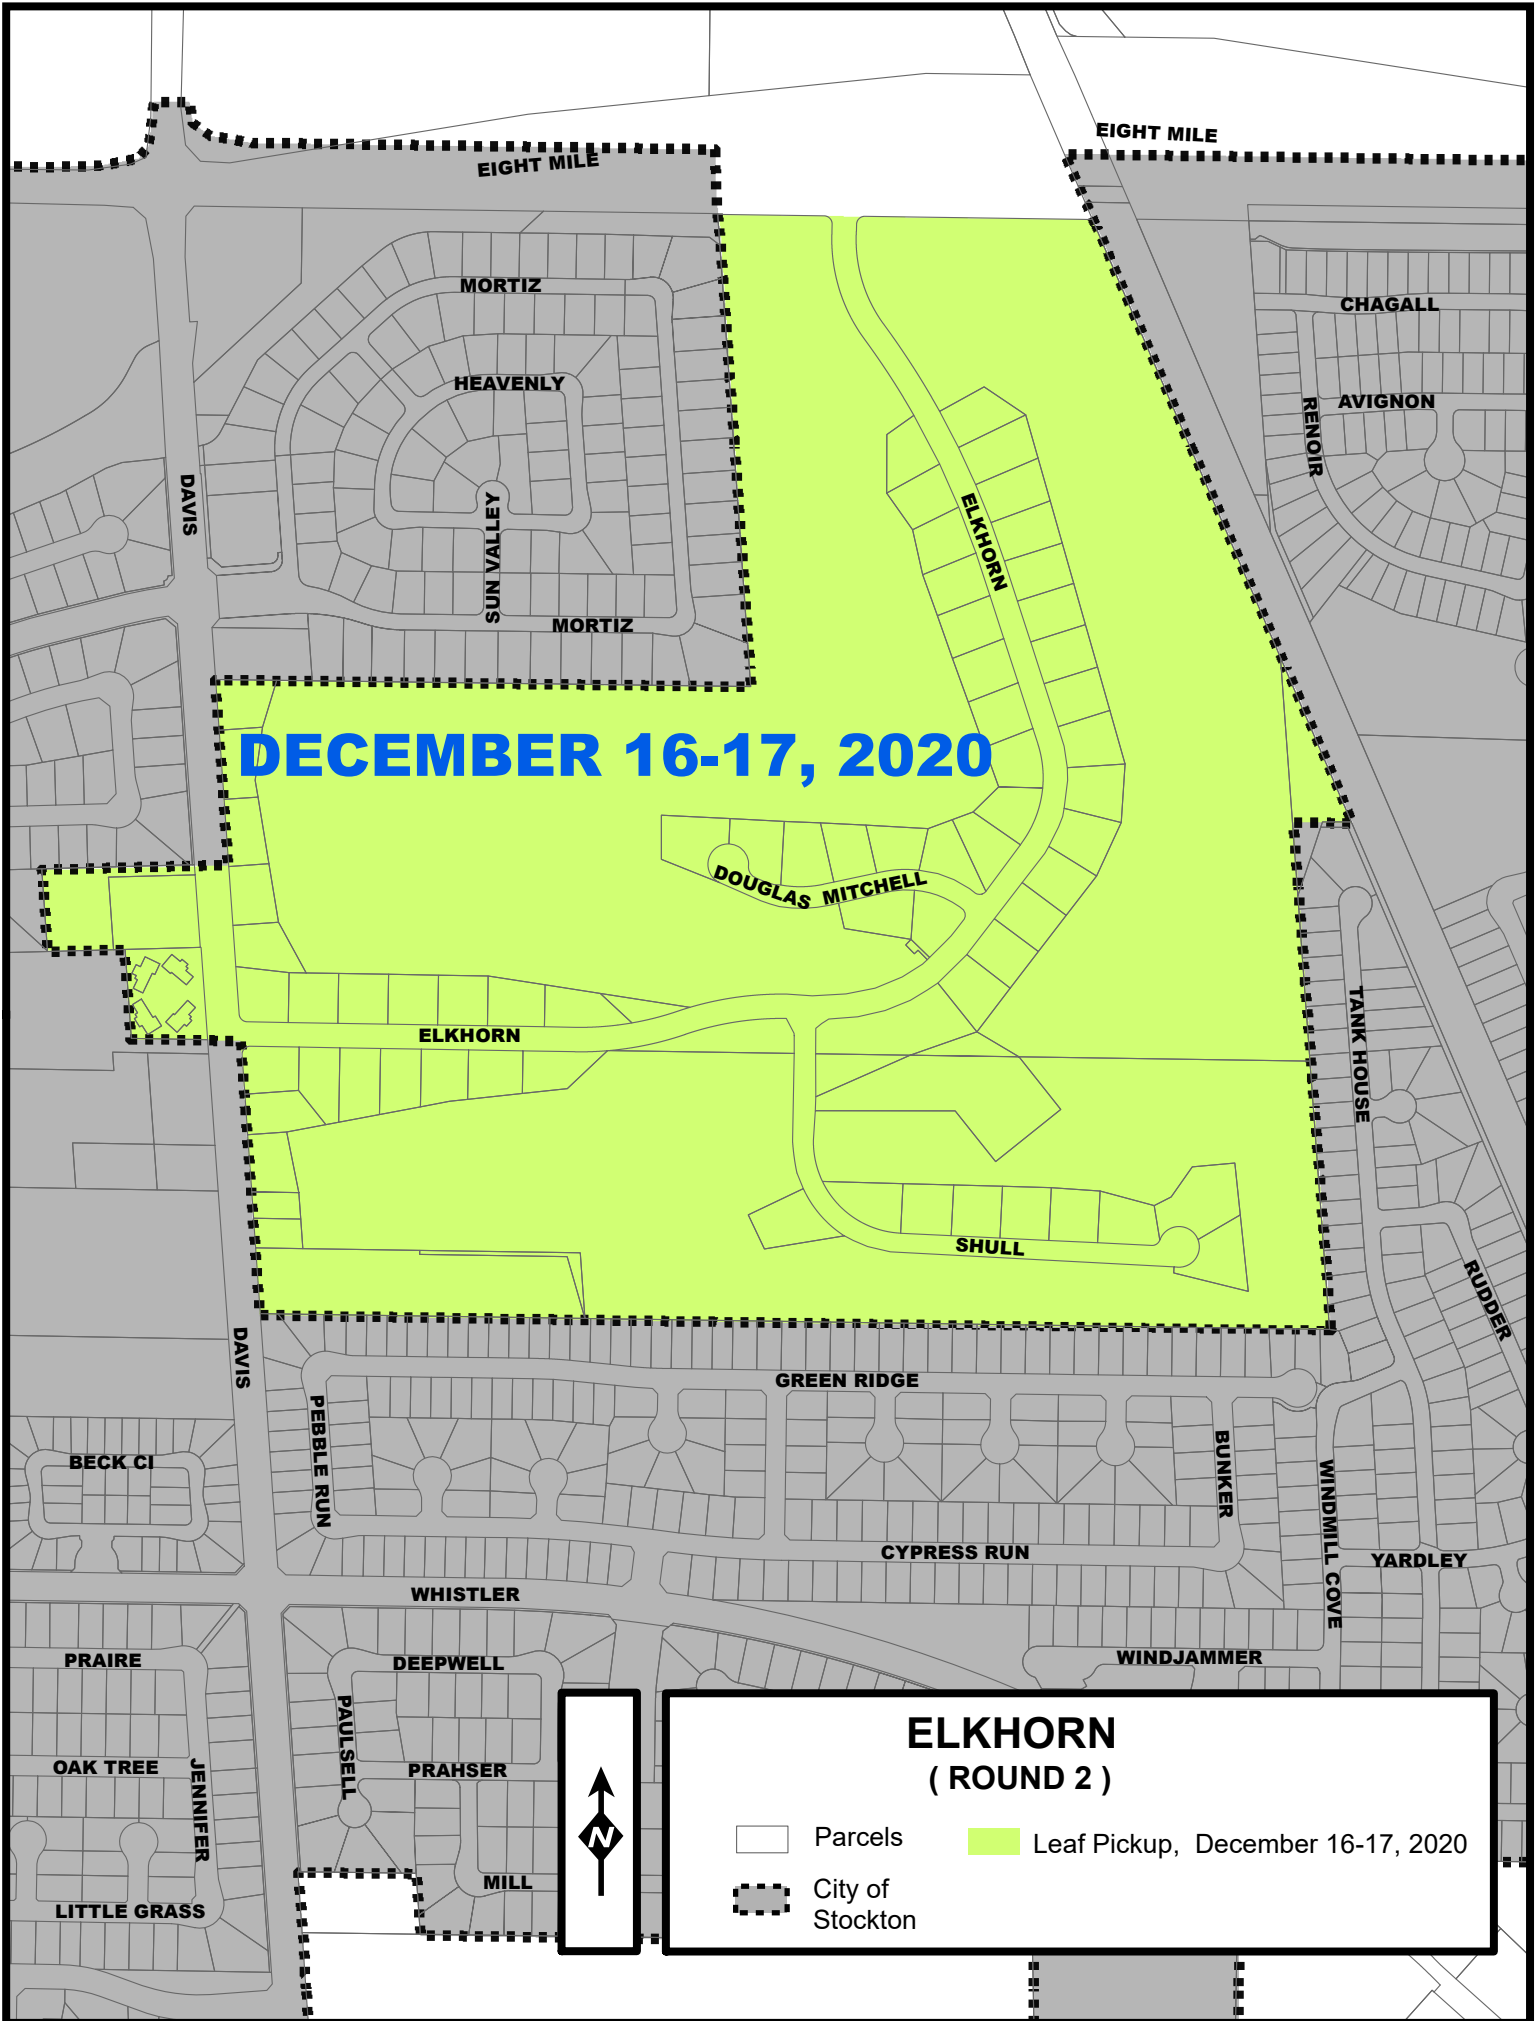 EIGHT MILE
EIGHT MILE
MORTIZ
CHAGALL
HEAVENLY
AVIGNON
RENOIR
DAVIS
SUN VALLEY
ELKHORN
MORTIZ
DECEMBER 16-17, 2020
DOUGLAS MITCHELL
ELKHORN
TANK HOUSE
SHULL
RUDDER
DAVIS
GREEN RIDGE
PEBBLE RUN
BECK CI
BUNKER
WINDMILL COVE
CYPRESS RUN
YARDLEY
WHISTLER
PRAIRE
DEEPWELL
WINDJAMMER
PAULSELL
OAK TREE
JENNIFER
PRAHSER
MILL
LITTLE GRASS
N
ELKHORN
( ROUND 2 )
Parcels
Leaf Pickup, December 16-17, 2020
City of
Stockton